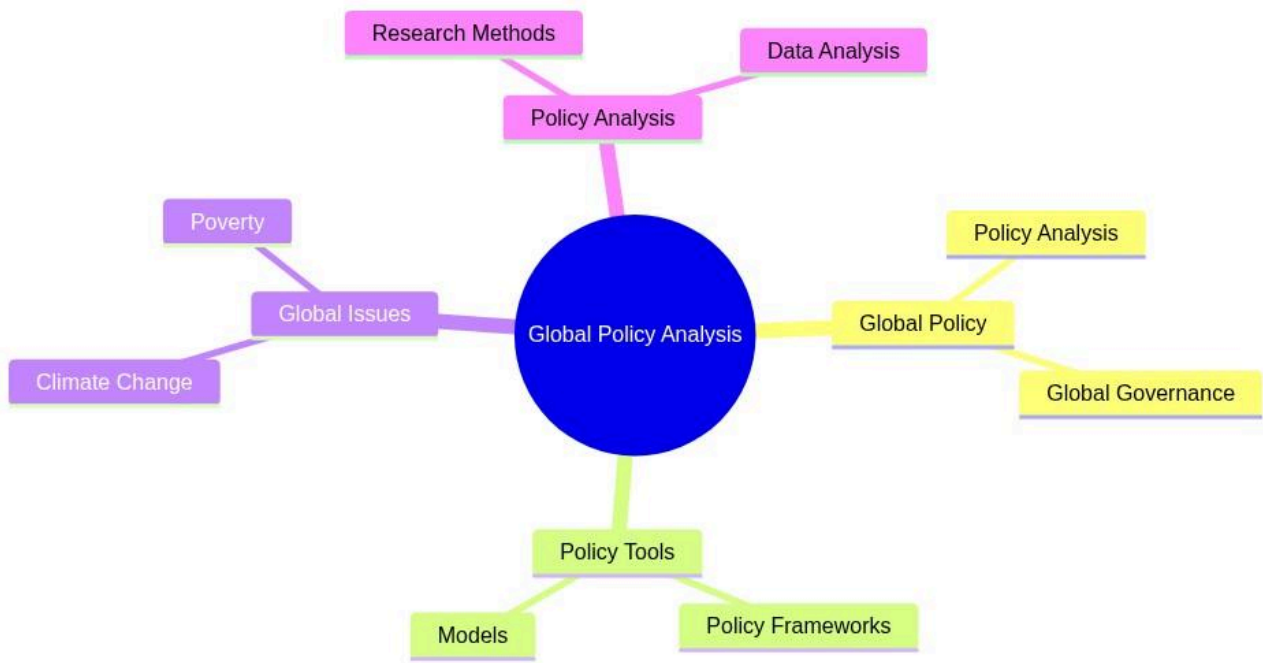 Research Methods
Data Analysis
Policy Analysis
Poverty
Policy Analysis
Global Issues
Global Policy Analysis
Global Policy
Climate Change
Global Governance
Policy Tools
Models
Policy Frameworks